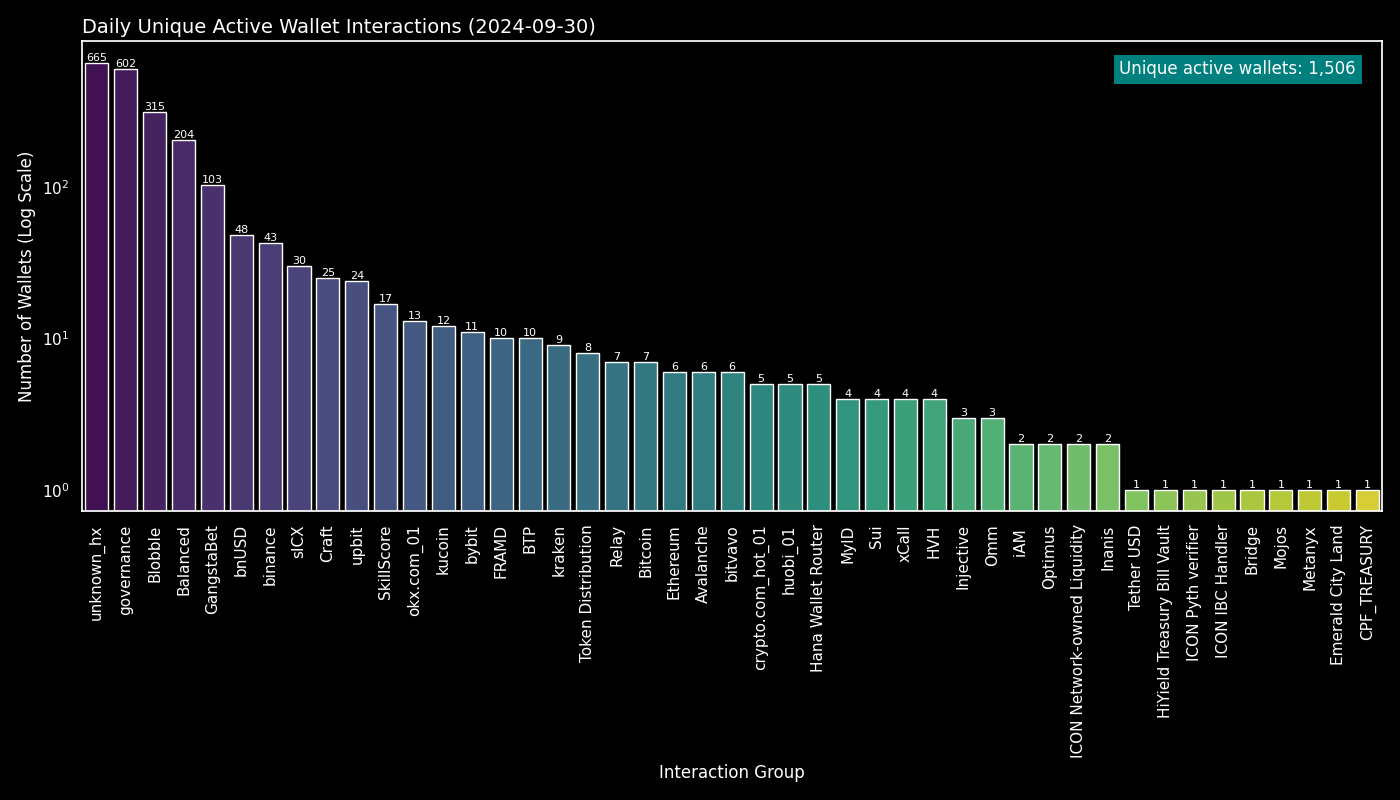 Daily Unique Active Wallet Interactions (2024-09-30)
Unique active wallets: 1,506
Number of Wallets (Log Scale)
10²
10¹
10⁰
665
602
315
204
103
48
43
30
25
24
17
13
12
11
10
10
9
8
7
7
6
6
6
5
5
5
4
4
4
4
3
3
2
2
2
2
1
1
1
1
1
1
1
1
1
unknown_hx
governance
Blobble
Balanced
GangstaBet
bnUSD
binance
sICX
Craft
upbit
SkillScore
okx.com_01
kucoin
bybit
FRAMD
BTP
kraken
Token Distribution
Relay
Bitcoin
Ethereum
Avalanche
bitvavo
crypto.com_hot_01
huobi_01
Hana Wallet Router
MyID
Sui
xCall
HVH
Injective
Omm
iAM
Optimus
ICON Network-owned Liquidity
Inanis
Tether USD
HiYield Treasury Bill Vault
ICON Pyth verifier
ICON IBC Handler
Bridge
Mojos
Metanyx
Emerald City Land
CPF_TREASURY
Interaction Group